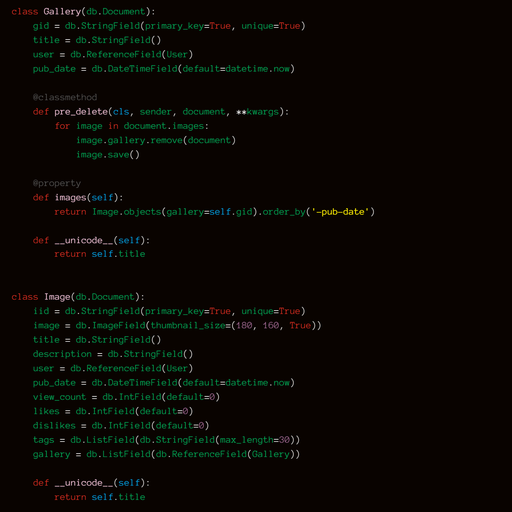 class Gallery(db.Document):
    gid = db.StringField(primary_key=True, unique=True)
    title = db.StringField()
    user = db.ReferenceField(User)
    pub_date = db.DateTimeField(default=datetime.now)

    @classmethod
    def pre_delete(cls, sender, document, **kwargs):
        for image in document.images:
            image.gallery.remove(document)
            image.save()

    @property
    def images(self):
        return Image.objects(gallery=self.gid).order_by('-pub-date')

    def __unicode__(self):
        return self.title


class Image(db.Document):
    iid = db.StringField(primary_key=True, unique=True)
    image = db.ImageField(thumbnail_size=(180, 160, True))
    title = db.StringField()
    description = db.StringField()
    user = db.ReferenceField(User)
    pub_date = db.DateTimeField(default=datetime.now)
    view_count = db.IntField(default=0)
    likes = db.IntField(default=0)
    dislikes = db.IntField(default=0)
    tags = db.ListField(db.StringField(max_length=30))
    gallery = db.ListField(db.ReferenceField(Gallery))

    def __unicode__(self):
        return self.title